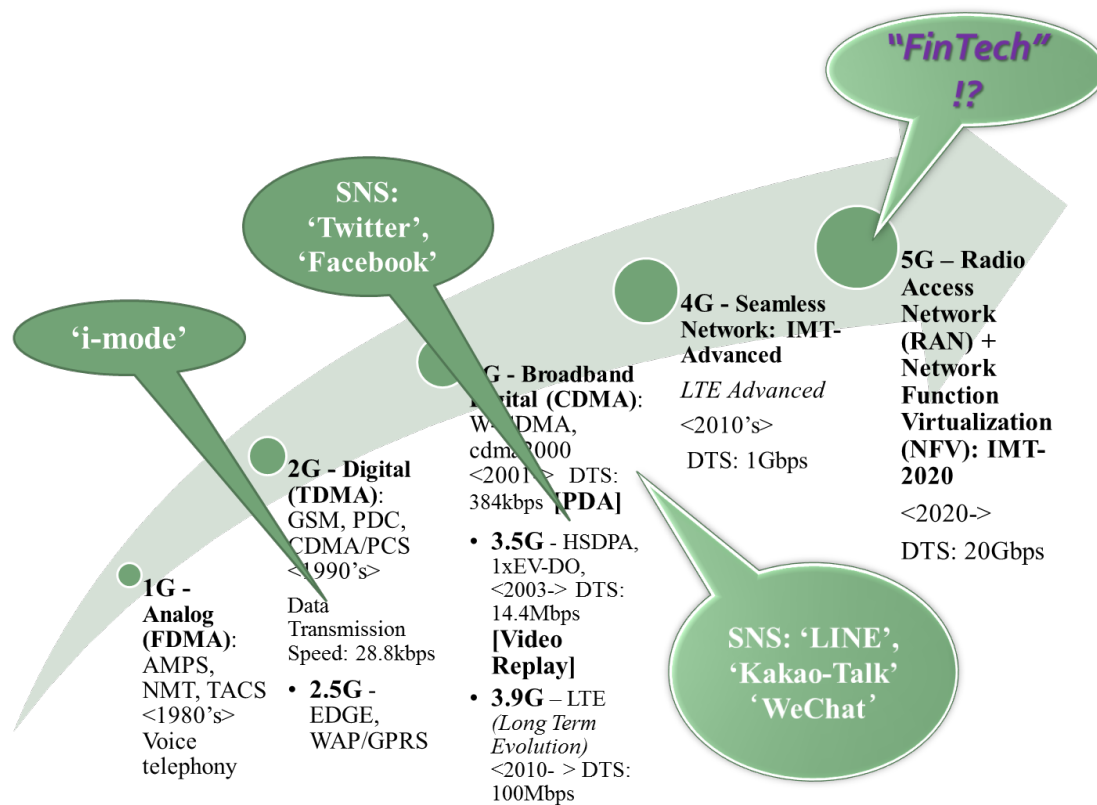 "FinTech"
!?
SNS:
‘Twitter’,
‘Facebook’
‘i-mode’
1G -
Analog
(FDMA):
AMPS,
NMT, TACS
<1980’s>
Voice
telephony
2G - Digital
(TDMA):
GSM, PDC,
CDMA/PCS
<1990’s>
Data
Transmission
Speed: 28.8kbps
• 2.5G -
EDGE,
WAP/GPRS
G - Broadband
Digital (CDMA):
W-CDMA,
cdma2000
<2001-> DTS:
384kbps [PDA]
• 3.5G - HSDPA,
1xEV-DO,
<2003-> DTS:
14.4Mbps
[Video
Replay]
• 3.9G – LTE
(Long Term
Evolution)
<2010- > DTS:
100Mbps
4G - Seamless
Network: IMT-
Advanced
LTE Advanced
<2010’s>
DTS: 1Gbps
SNS: ‘LINE’,
‘Kakao-Talk’
‘WeChat’
5G – Radio
Access
Network
(RAN) +
Network
Function
Virtualization
(NFV): IMT-
2020
<2020->
DTS: 20Gbps